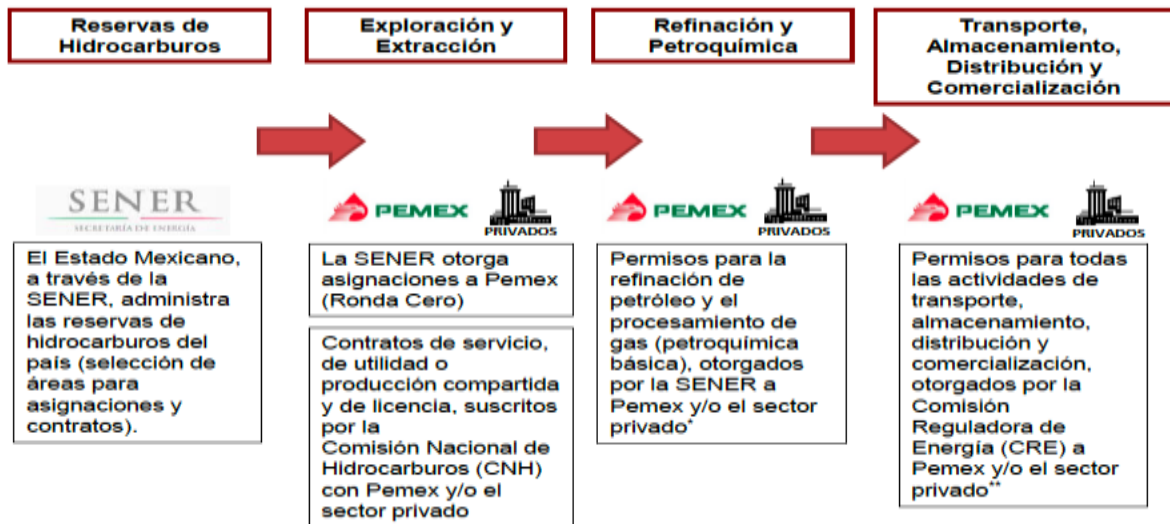 Reservas de
Hidrocarburos
Exploración y
Extracción
Refinación y
Petroquímica
Transporte,
Almacenamiento,
Distribución y
Comercialización
SENER
SECRETARÍA DE ENERGÍA
PEMEX
PRIVADOS
PEMEX
PRIVADOS
PEMEX
PRIVADOS
El Estado Mexicano,
a través de la
SENER, administra
las reservas de
hidrocarburos del
país (selección de
áreas para
asignaciones y
contratos).
La SENER otorga
asignaciones a Pemex
(Ronda Cero)
Contratos de servicio,
de utilidad o
producción compartida
y de licencia, suscritos
por la
Comisión Nacional de
Hidrocarburos (CNH)
con Pemex y/o el
sector privado
Permisos para la
refinación de
petróleo y el
procesamiento de
gas (petroquímica
básica), otorgados
por la SENER a
Pemex y/o el sector
privado*
Permisos para todas
las actividades de
transporte,
almacenamiento,
distribución y
comercialización,
otorgados por la
Comisión
Reguladora de
Energía (CRE) a
Pemex y/o el sector
privado**